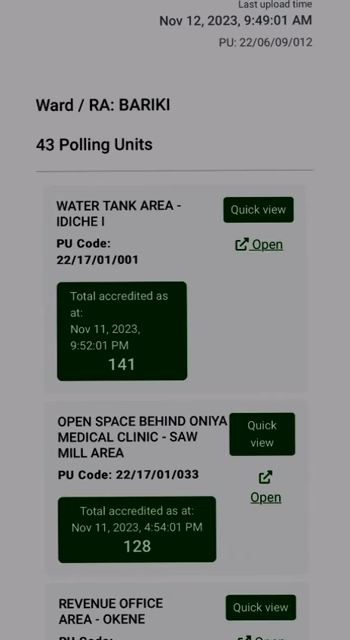 Last upload time
Nov 12, 2023, 9:49:01 AM
PU: 22/06/09/012
Ward / RA: BARIKI
43 Polling Units
WATER TANK AREA -
IDICHE I
Quick view
PU Code:
22/17/01/001
Open
Total accredited as
at:
Nov 11, 2023,
9:52:01 PM
141
OPEN SPACE BEHIND ONIYA
MEDICAL CLINIC - SAW
MILL AREA
Quick
view
PU Code: 22/17/01/033
Open
Total accredited as at:
Nov 11, 2023, 4:54:01 PM
128
REVENUE OFFICE
AREA - OKENE
Quick view
PU Code:
Open